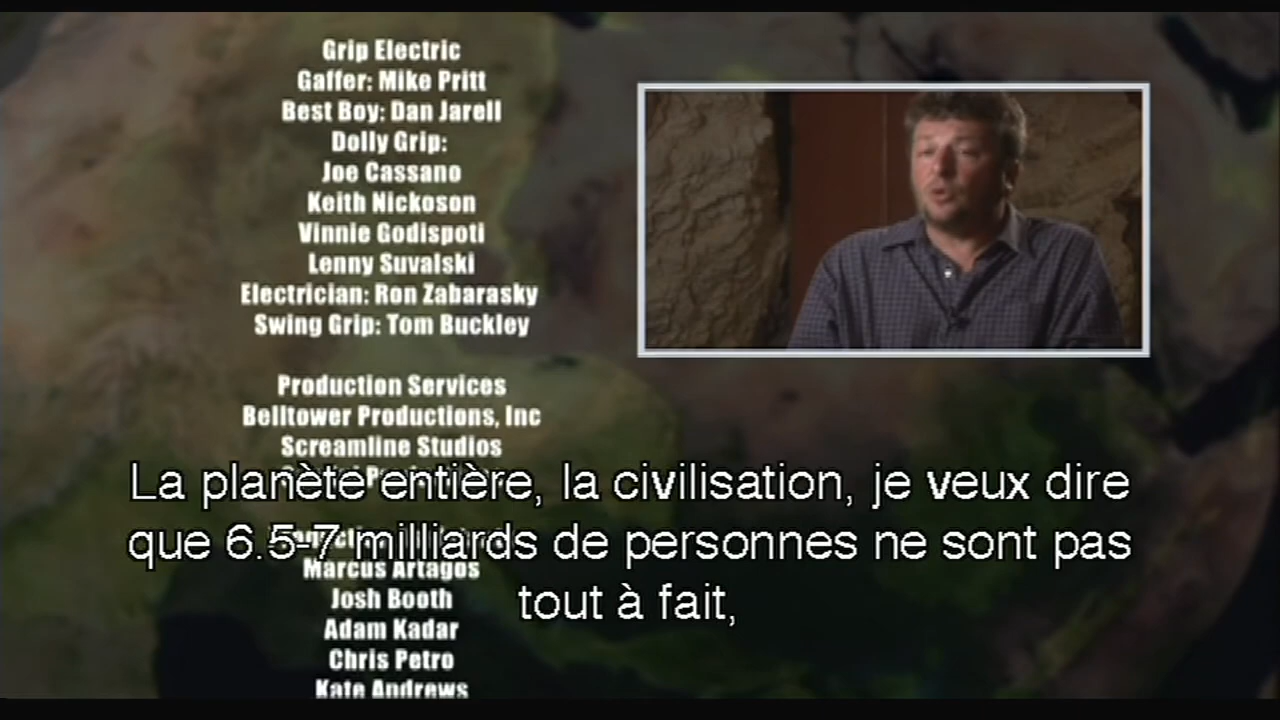 Grip Electric
Gaffer: Mike Pritt
Best Boy: Dan Jarell
Dolly Grip:
Joe Cassano
Keith Nickoson
Vinnie Godispoti
Lenny Suvalski
Electrician: Ron Zabarasky
Swing Grip: Tom Buckley
Production Services
Belltower Productions, Inc
Screamline Studios
La planète entière, la civilisation, je veux dire
que 6.5-7 milliards de personnes ne sont pas
tout à fait,
Marcus Artagos
Josh Booth
Adam Kadar
Chris Petro
Kate Andrews